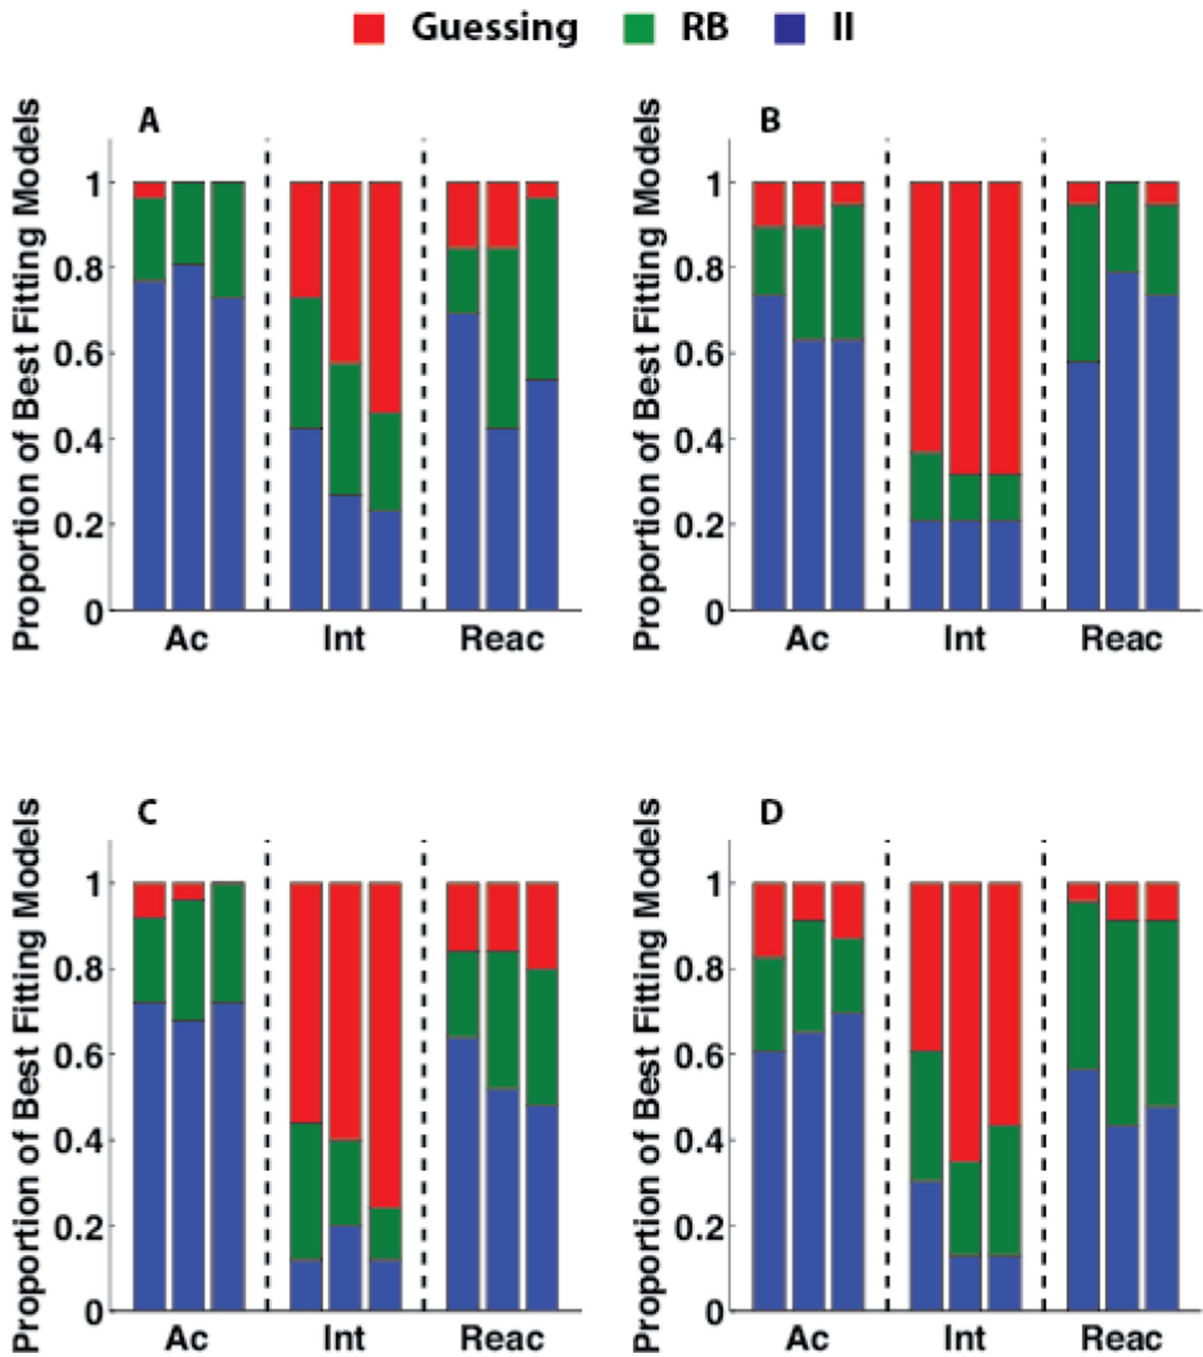 Guessing RB II
A B
Proportion of Best Fitting Models
1
0.8
0.6
0.4
0.2
0
Ac Int Reac
Proportion of Best Fitting Models
1
0.8
0.6
0.4
0.2
0
Ac Int Reac
C D
Proportion of Best Fitting Models
1
0.8
0.6
0.4
0.2
0
Ac Int Reac
Proportion of Best Fitting Models
1
0.8
0.6
0.4
0.2
0
Ac Int Reac